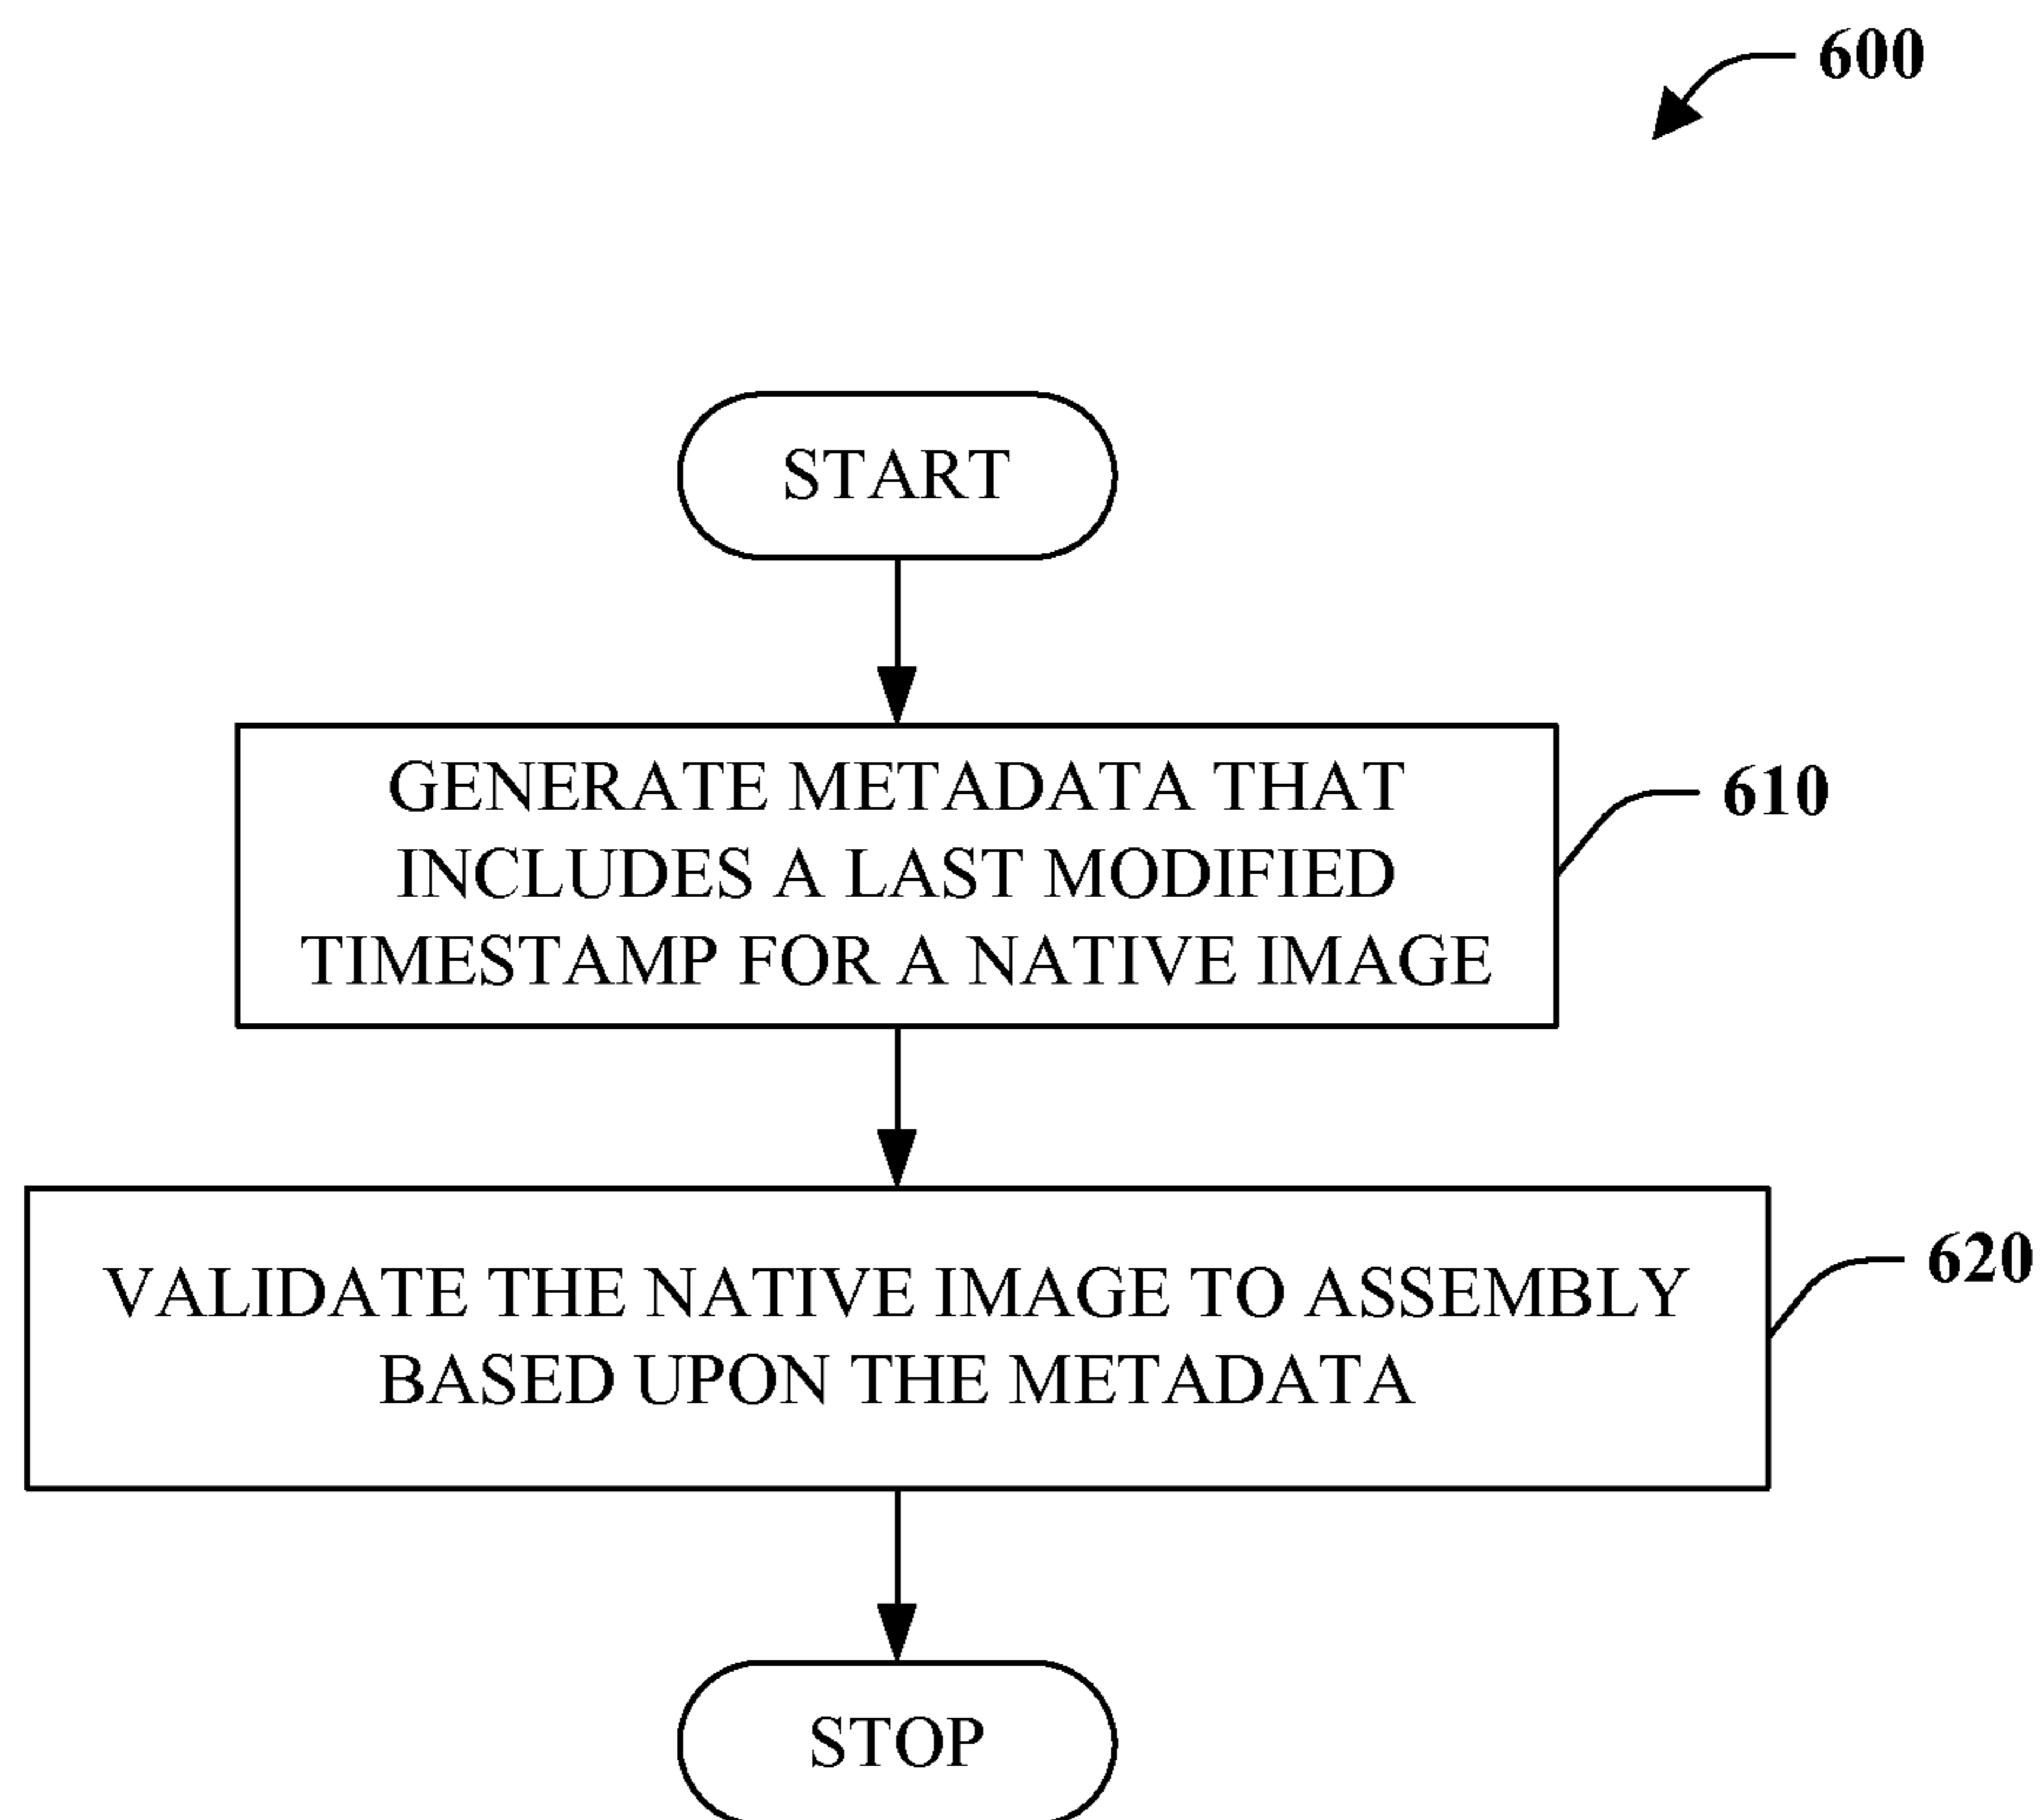 600
START
GENERATE METADATA THAT
INCLUDES A LAST MODIFIED
TIMESTAMP FOR A NATIVE IMAGE
610
VALIDATE THE NATIVE IMAGE TO ASSEMBLY
BASED UPON THE METADATA
620
STOP